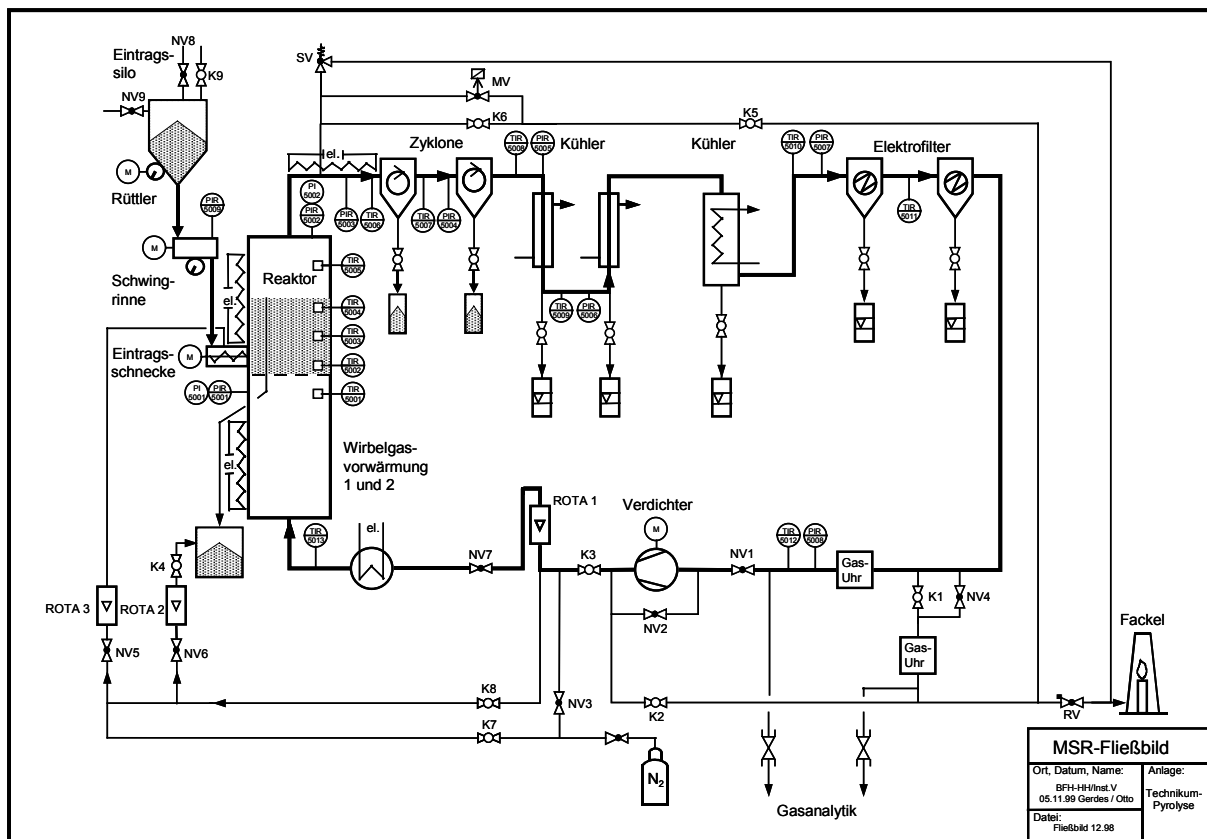 NV8
Eintrags-
silo
K9
NV9
M
Rüttler
PIR
5009
M
Schwing-
rinne
Eintrags-
schnecke
M
PI
5001
PIR
5001
el.
el.
el.
SV
MV
K6
K5
Zyklone
TIR
5008
PIR
5005
Kühler
Kühler
TIR
5010
PIR
5007
Elektrofilter
PI
5002
PIR
5002
PIR
5003
TIR
5006
TIR
5007
PIR
5004
TIR
5011
Reaktor
TIR
5005
TIR
5004
TIR
5003
TIR
5002
TIR
5001
TIR
5009
PIR
5006
Wirbelgas-
vorwärmung
1 und 2
ROTA 1
Verdichter
M
TIR
5013
el.
NV7
K3
NV1
TIR
5012
PIR
5008
Gas-
Uhr
K4
K1
NV4
ROTA 3
ROTA 2
NV2
Fackel
NV5
NV6
Gas-
Uhr
K8
NV3
K2
RV
K7
N2
Gasanalytik
MSR-Fließbild
Ort, Datum, Name:
BFH-HH/Inst.V
05.11.99 Gerdes / Otto
Anlage:
Technikum-
Pyrolyse
Datei:
Fließbild 12.98